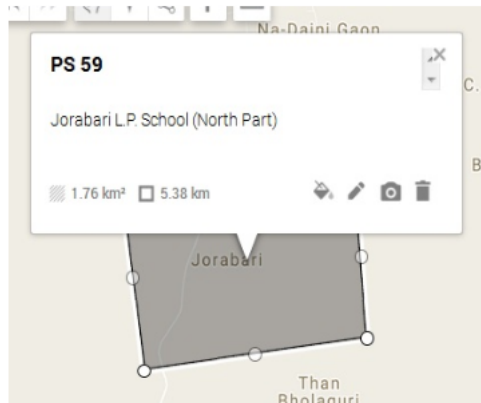 Na-Daini Gaon
PS 59
C.
Jorabari L.P. School (North Part)
B
1.76 km² 5.38 km
Jorabari
Than
Bholaguri